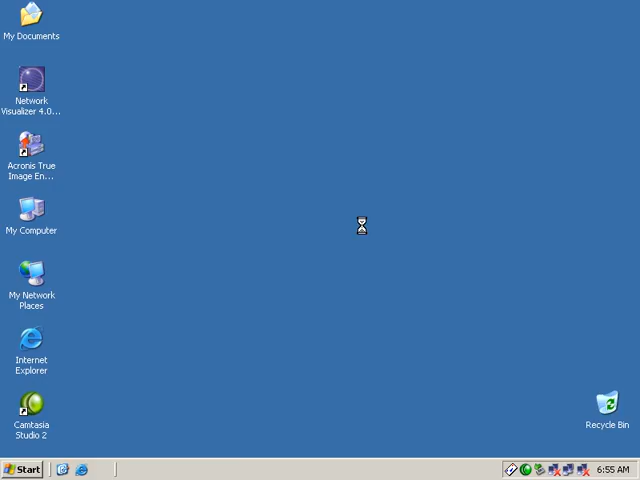 My Documents
Network
Visualizer 4.0...
Acronis True
Image En...
My Computer
My Network
Places
Internet
Explorer
Camtasia
Studio 2
Recycle Bin
Start
6:55 AM